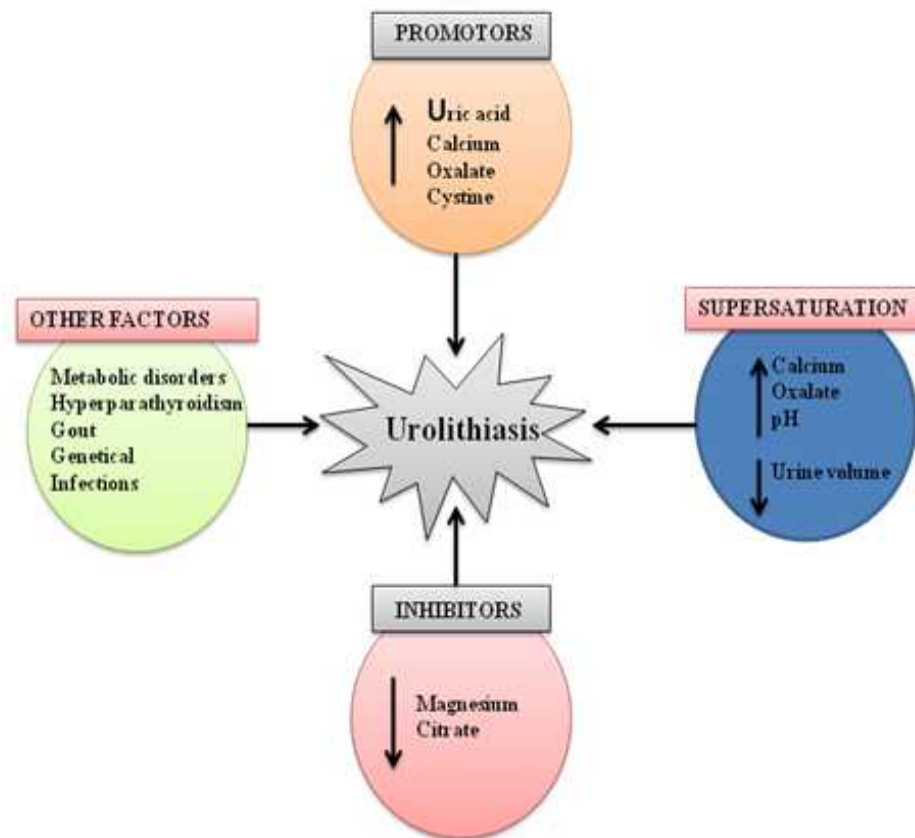 PROMOTORS
Uric acid
Calcium
Oxalate
Cystine
OTHER FACTORS
Metabolic disorders
Hyperparathyroidism
Gout
Genetical
Infections
Urolithiasis
SUPERSATURATION
Calcium
Oxalate
pH
Urine volume
INHIBITORS
Magnesium
Citrate